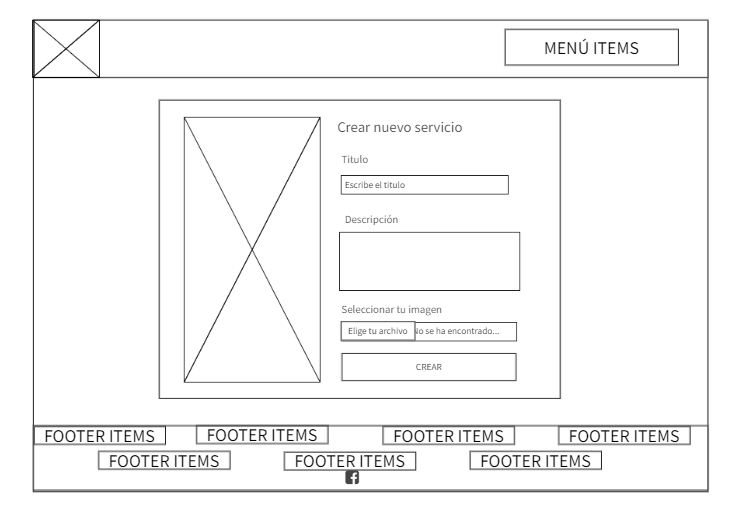 MENÚ ITEMS
Crear nuevo servicio
Titulo
Escribe el titulo
Descripción
Seleccionar tu imagen
Elige tu archivo No se ha encontrado...
CREAR
FOOTER ITEMS FOOTER ITEMS FOOTER ITEMS FOOTER ITEMS
FOOTER ITEMS FOOTER ITEMS FOOTER ITEMS